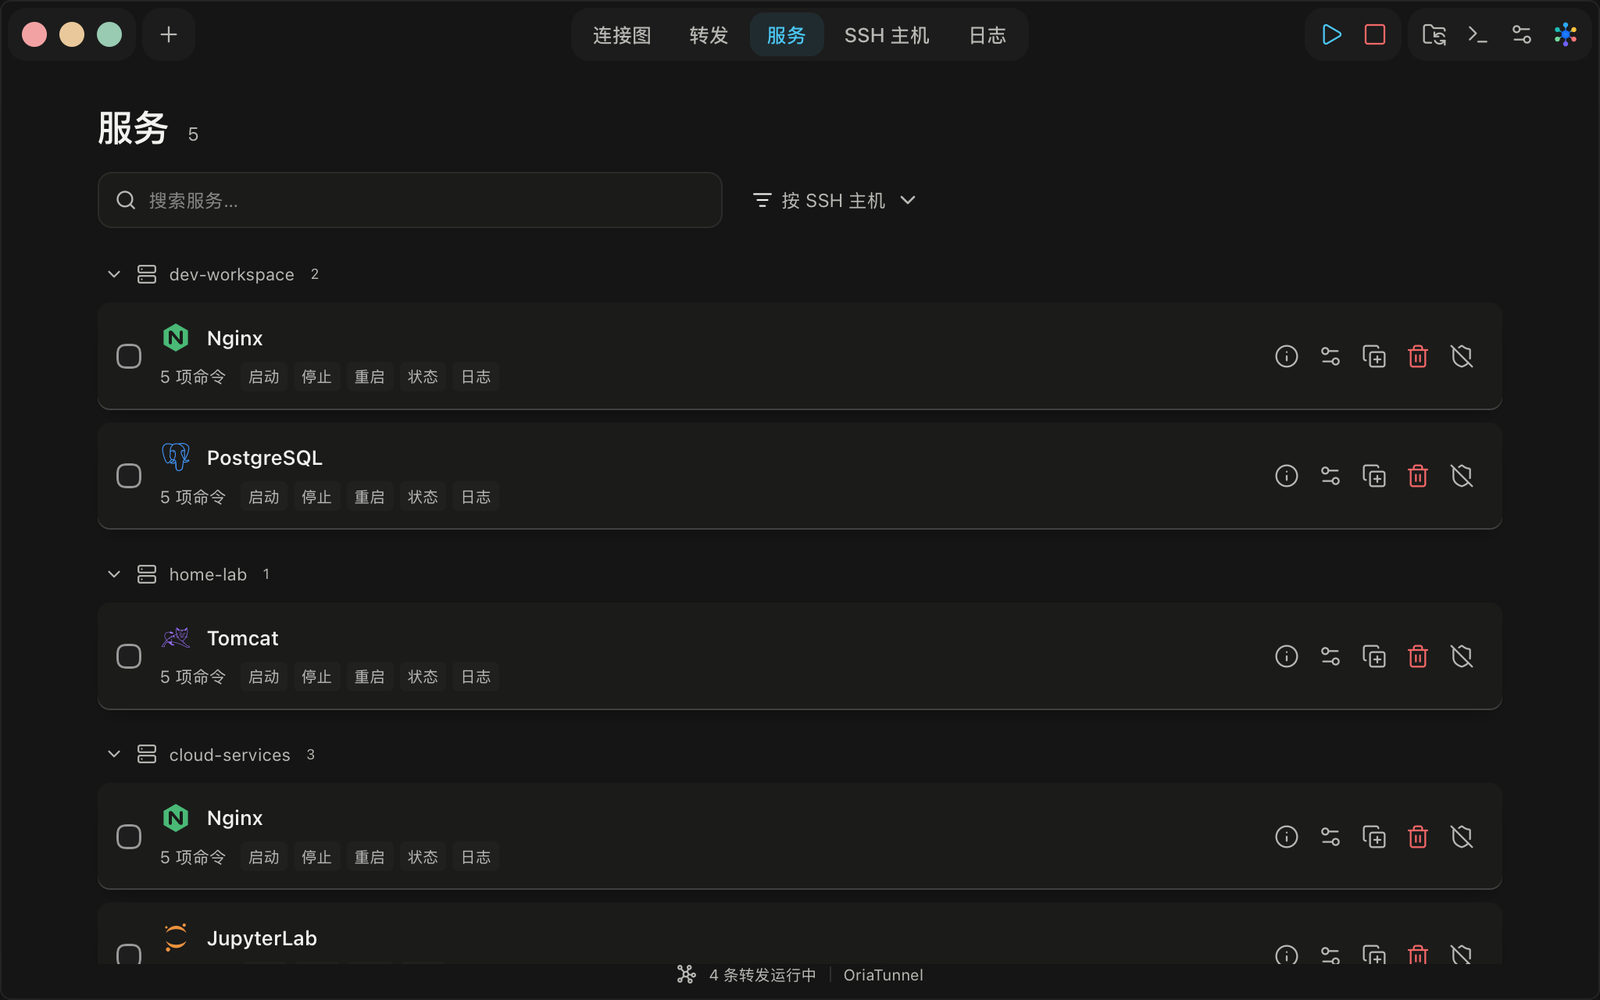 连接图 转发 服务 SSH 主机 日志
服务 5
搜索服务... 按 SSH 主机
dev-workspace 2
Nginx
5 项命令 启动 停止 重启 状态 日志
PostgreSQL
5 项命令 启动 停止 重启 状态 日志
home-lab 1
Tomcat
5 项命令 启动 停止 重启 状态 日志
cloud-services 3
Nginx
5 项命令 启动 停止 重启 状态 日志
JupyterLab
4 条转发运行中 OriaTunnel